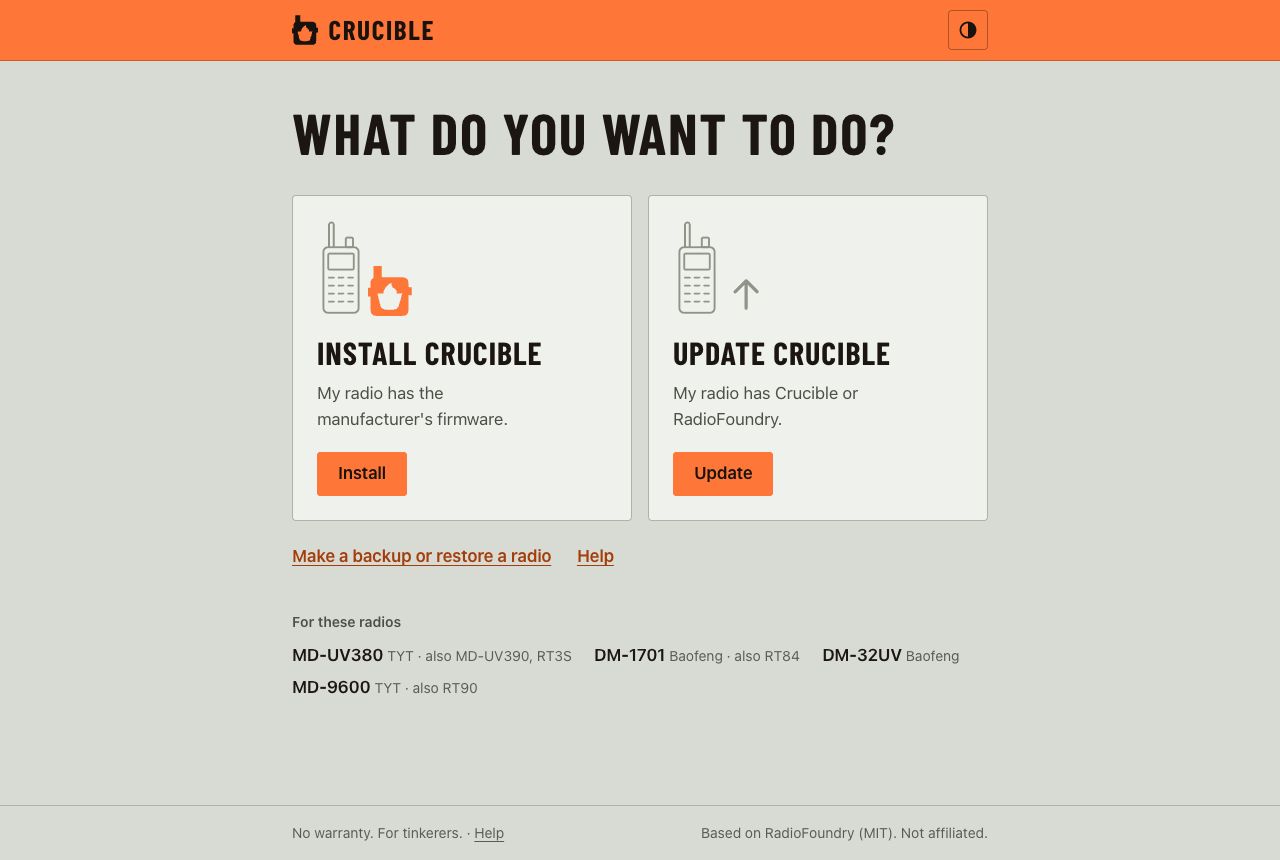 CRUCIBLE
WHAT DO YOU WANT TO DO?
INSTALL CRUCIBLE
My radio has the
manufacturer's firmware.
Install
UPDATE CRUCIBLE
My radio has Crucible or
RadioFoundry.
Update
Make a backup or restore a radio Help
For these radios
MD-UV380 TYT · also MD-UV390, RT3S DM-1701 Baofeng · also RT84 DM-32UV Baofeng
MD-9600 TYT · also RT90
No warranty. For tinkerers. · Help Based on RadioFoundry (MIT). Not affiliated.